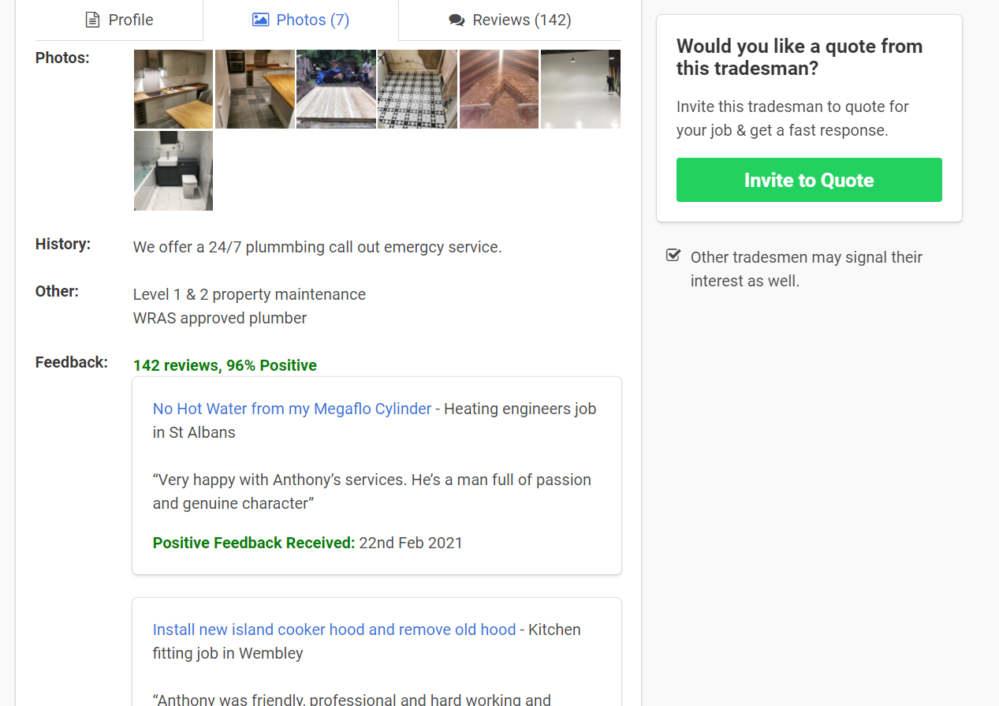 Profile
Photos (7)
Reviews (142)
Photos:
History:
We offer a 24/7 plummbing call out emergcy service.
Other:
Level 1 & 2 property maintenance
WRAS approved plumber
Feedback:
142 reviews, 96% Positive
No Hot Water from my Megaflo Cylinder - Heating engineers job
in St Albans
“Very happy with Anthony’s services. He’s a man full of passion
and genuine character”
Positive Feedback Received: 22nd Feb 2021
Install new island cooker hood and remove old hood - Kitchen
fitting job in Wembley
“Anthony was friendly, professional and hard working and
Would you like a quote from
this tradesman?
Invite this tradesman to quote for
your job & get a fast response.
Invite to Quote
Other tradesmen may signal their
interest as well.